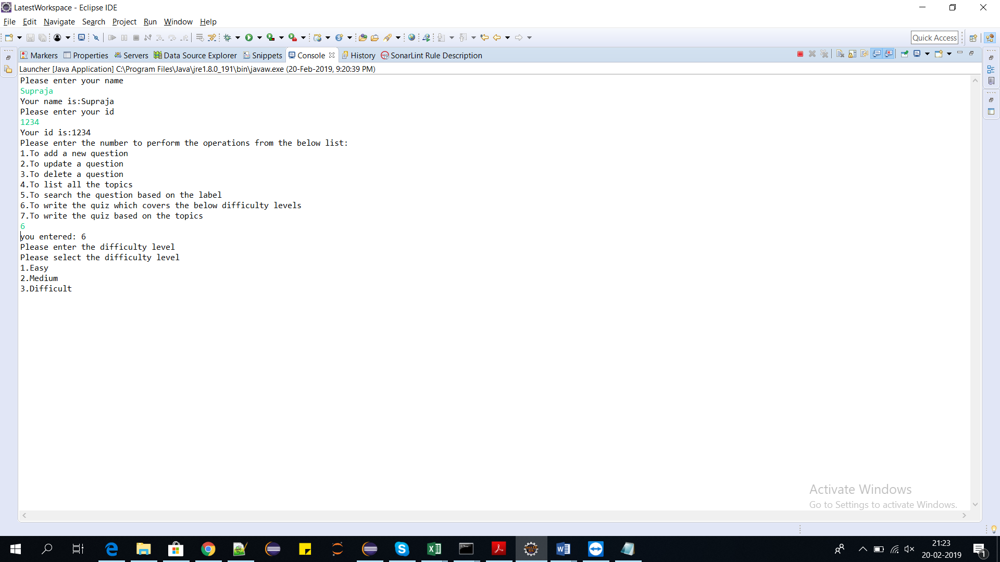 LatestWorkspace - Eclipse IDE
File Edit Navigate Search Project Run Window Help
Quick Access
Markers Properties Servers Data Source Explorer Snippets Console History SonarLint Rule Description
Launcher [Java Application] C:\Program Files\Java\jre1.8.0_191\bin\javaw.exe (20-Feb-2019, 9:20:39 PM)
Please enter your name
Supraja
Your name is:Supraja
Please enter your id
1234
Your id is:1234
Please enter the number to perform the operations from the below list:
1.To add a new question
2.To update a question
3.To delete a question
4.To list all the topics
5.To search the question based on the label
6.To write the quiz which covers the below difficulty levels
7.To write the quiz based on the topics
6
you entered: 6
Please enter the difficulty level
Please select the difficulty level
1.Easy
2.Medium
3.Difficult
Activate Windows
Go to Settings to activate Windows.
21:23
20-02-2019
1